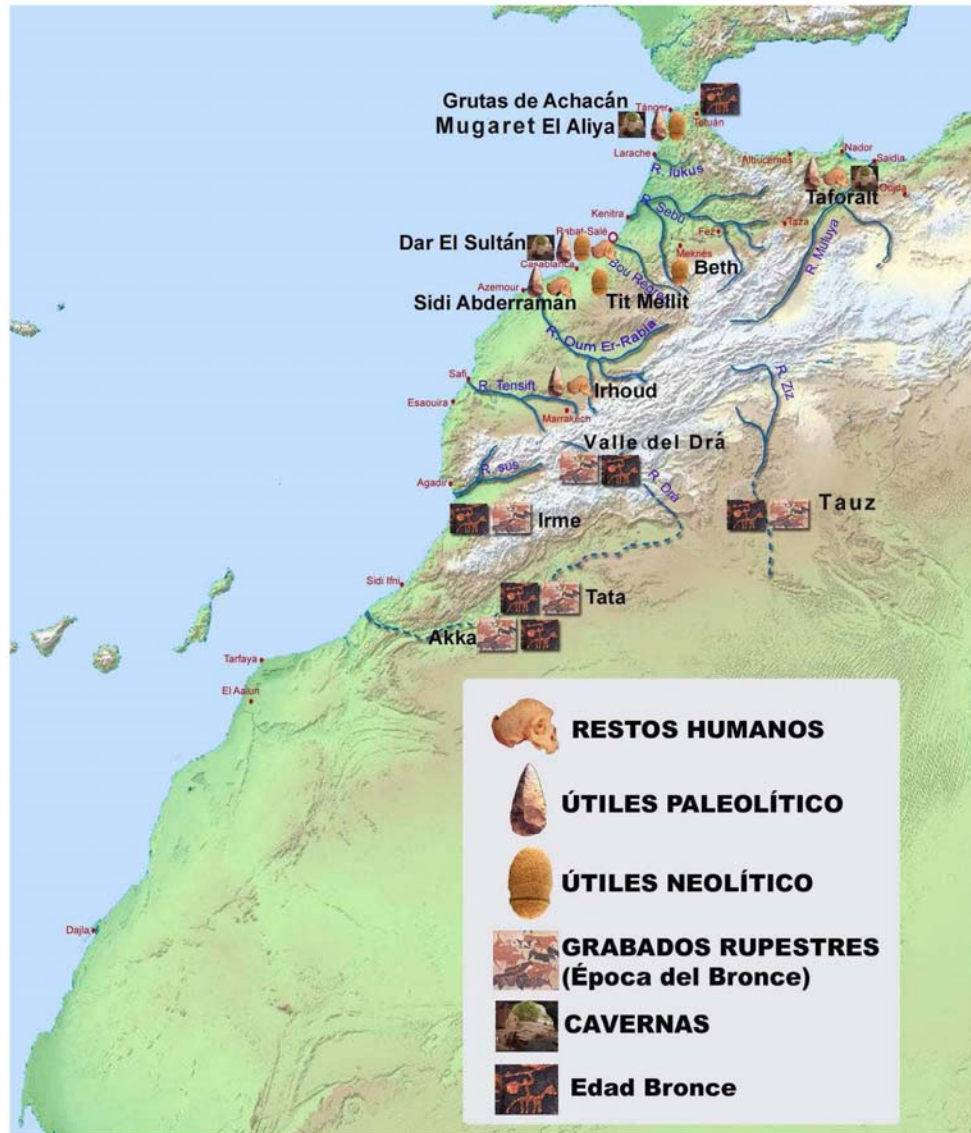 Grutas de Achacán
Tánger
Mugaret El Aliya
Tetuán
Larache
R. lukus
Albucemas
Nador
Saidia
Oujda
Taforalt
Kenitra
R. Sebú
Fez
Taza
R. Muluya
Dar El Sultán
Rabat-Salé
Meknés
Beth
Casablanca
Bou Regreg
Azemour
Sidi Abderramán
Tit Mellit
R. Oum Er-Rabia
Safi
R. Tensift
Irhoud
R. Ziz
Esaouira
Marrakech
Valle del Drá
R. sus
Agadir
R. Drá
Tauz
Irme
Sidi Ifni
Tata
Akka
Tarfaya
El Aaiun
Dajla
RESTOS HUMANOS
ÚTILES PALEOLÍTICO
ÚTILES NEOLÍTICO
GRABADOS RUPESTRES
(Época del Bronce)
CAVERNAS
Edad Bronce